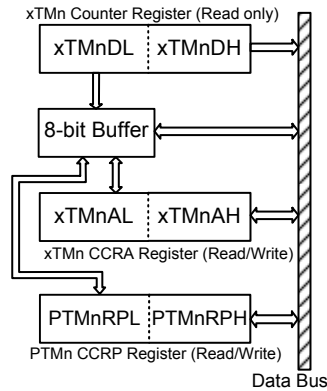 xTMn Counter Register (Read only)
xTMnDL xTMnDH
8-bit Buffer
xTMnAL xTMnAH
xTMn CCRA Register (Read/Write)
PTMnRPL PTMnRPH
PTMn CCRP Register (Read/Write)
Data Bus